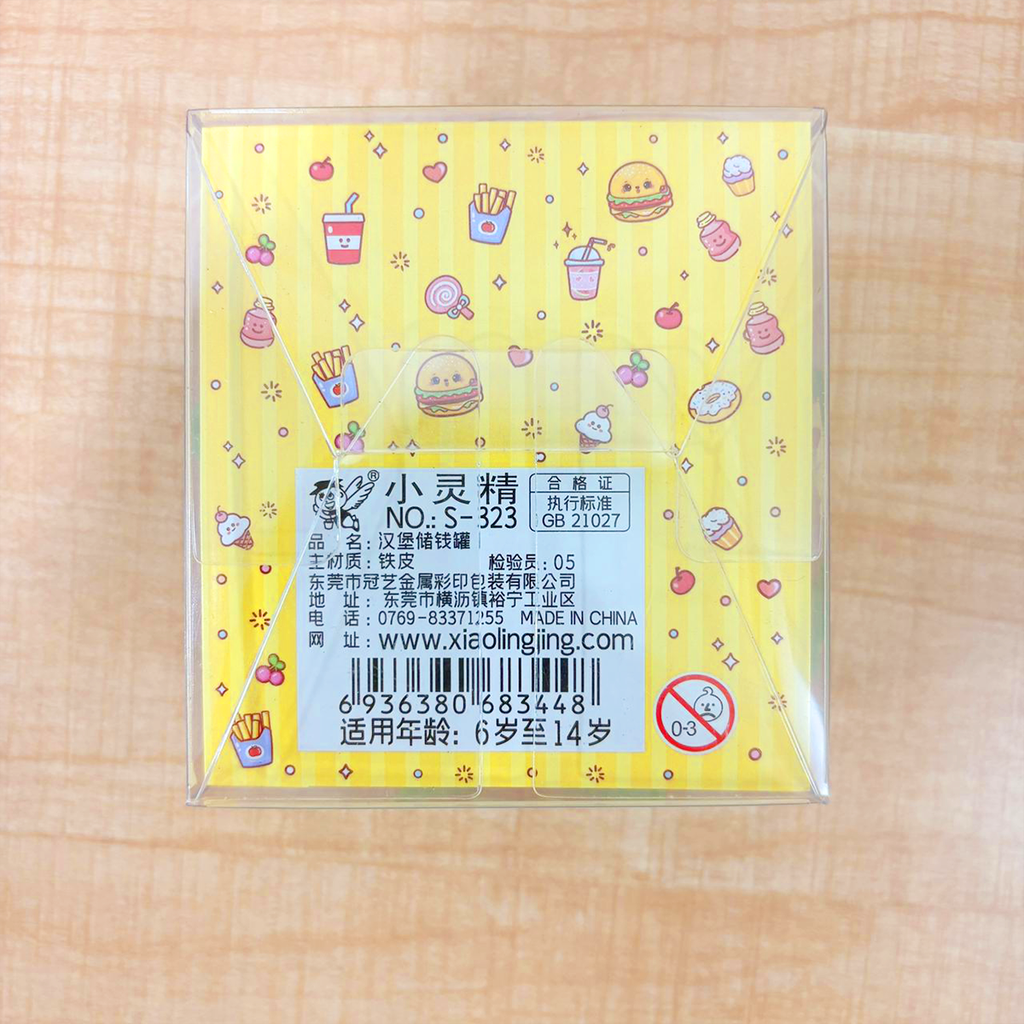 ®
小灵精
NO.: S-323
合格证
执行标准
GB 21027
品 名: 汉堡储钱罐
主材质: 铁皮 检验员: 05
东莞市冠艺金属彩印包装有限公司
地 址: 东莞市横沥镇裕宁工业区
电 话: 0769-83371255 MADE IN CHINA
网 址: www.xiaolingjing.com
6 936380 683448
适用年龄: 6岁至14岁
0-3